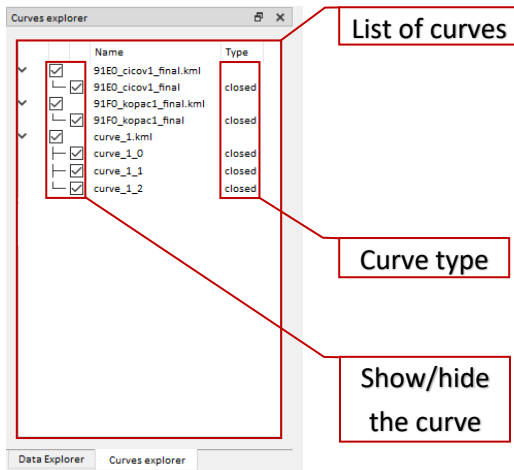 Curves explorer
List of curves
Name Type
91E0_cicov1_final.kml
91E0_cicov1_final closed
91F0_kopac1_final.kml
91F0_kopac1_final closed
curve_1.kml
curve_1_0 closed
curve_1_1 closed
curve_1_2 closed
Curve type
Show/hide
the curve
Data Explorer Curves explorer